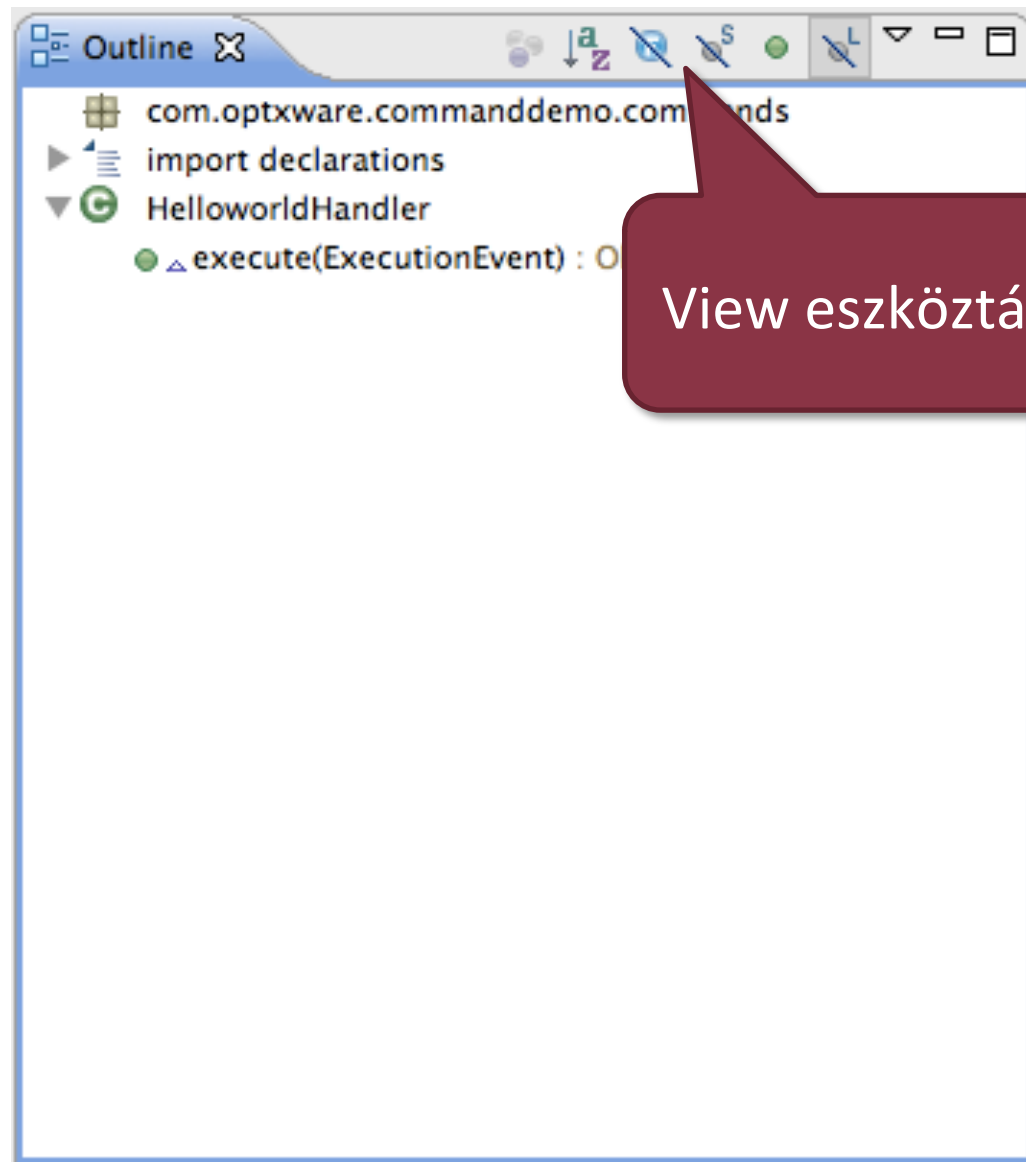 Outline
com.optxware.commanddemo.com nds
import declarations
HelloworldHandler
execute(ExecutionEvent) : O
View eszköztá